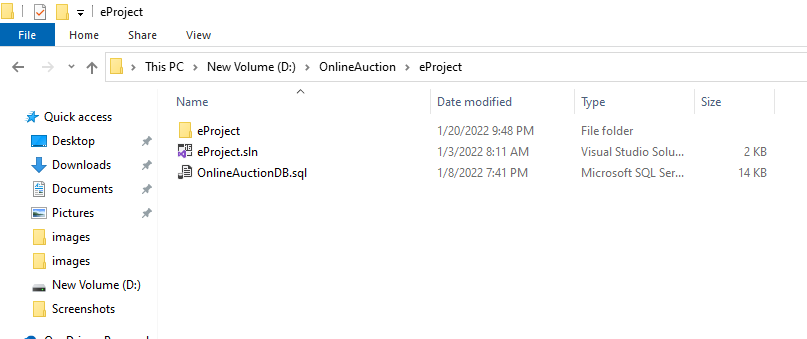 eProject
File Home Share View
This PC > New Volume (D:) > OnlineAuction > eProject
Name Date modified Type Size
Quick access
Desktop
Downloads
Documents
Pictures
images
images
New Volume (D:)
Screenshots
eProject 1/20/2022 9:48 PM File folder
eProject.sln 1/3/2022 8:11 AM Visual Studio Solu... 2 KB
OnlineAuctionDB.sql 1/8/2022 7:41 PM Microsoft SQL Ser... 14 KB